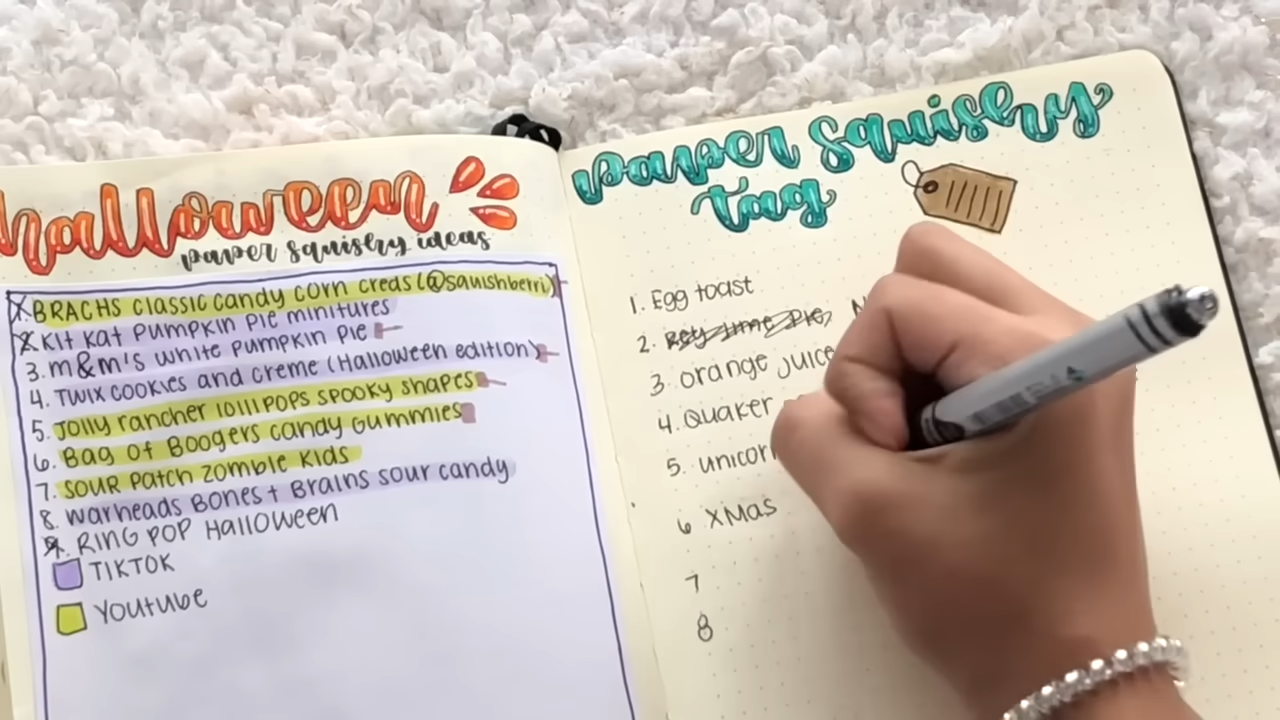 halloween
paper squishy ideas
BRACHS classic candy corn creds (@squishberri)
Kit Kat Pumpkin Pie minitures
3. m&m's white Pumpkin Pie
4. TWIX cookies and creme (Halloween edition)
5. Jolly rancher lollipops spooky shapes
6. Bag of Boogers candy Gummies
7. SOUR Patch Zombie Kids
8. warheads Bones + Brains sour candy
9. RING POP Halloween
TIKTOK
Youtube
paper squishy
tag
1. Egg toast
2.
3. orange juice
4. Quaker
5. unicorn
6 XMas
7
8